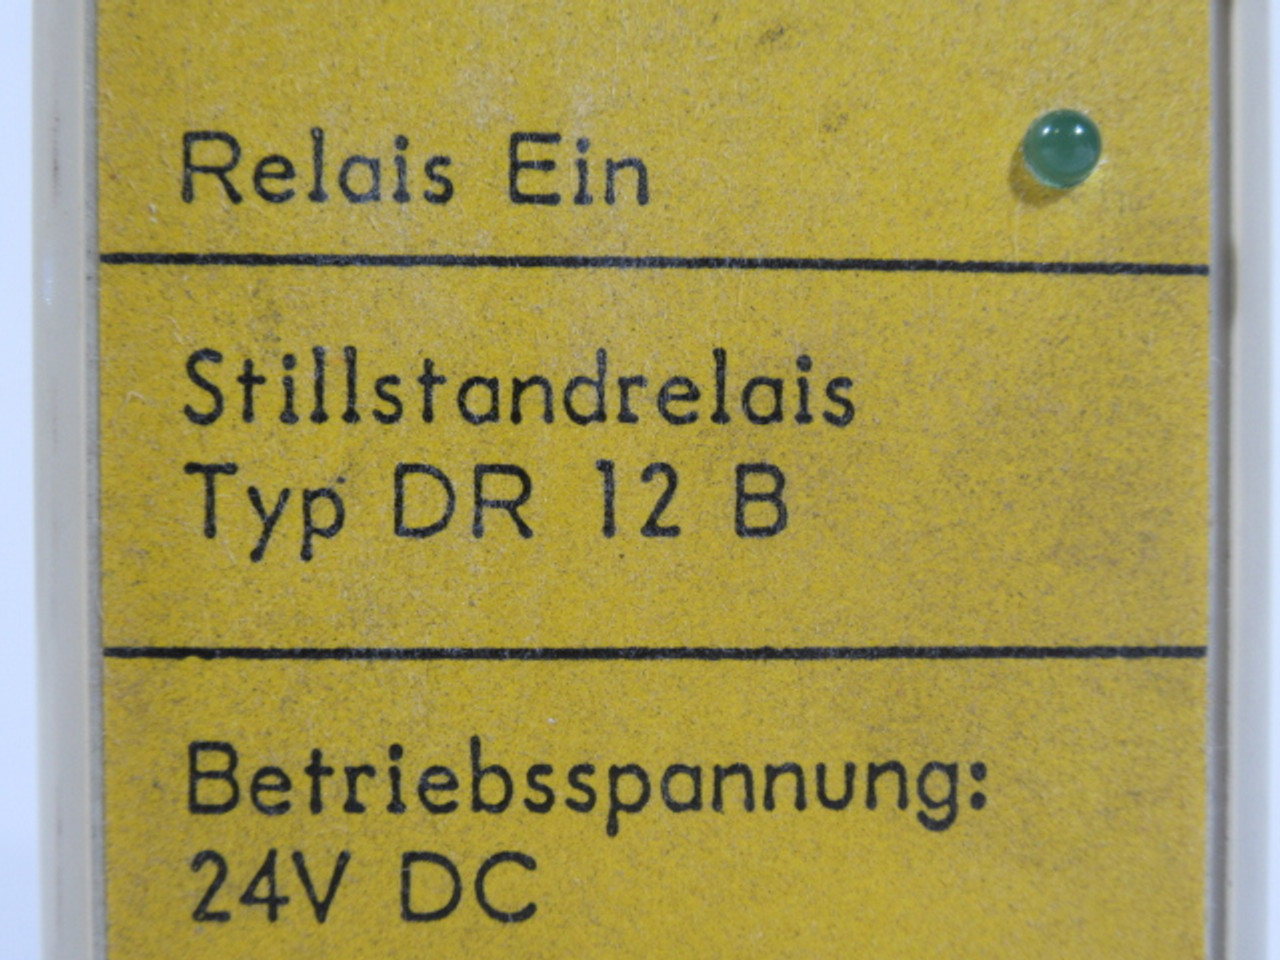 Relais Ein
Stillstandrelais
Typ DR 12 B
Betriebsspannung:
24V DC